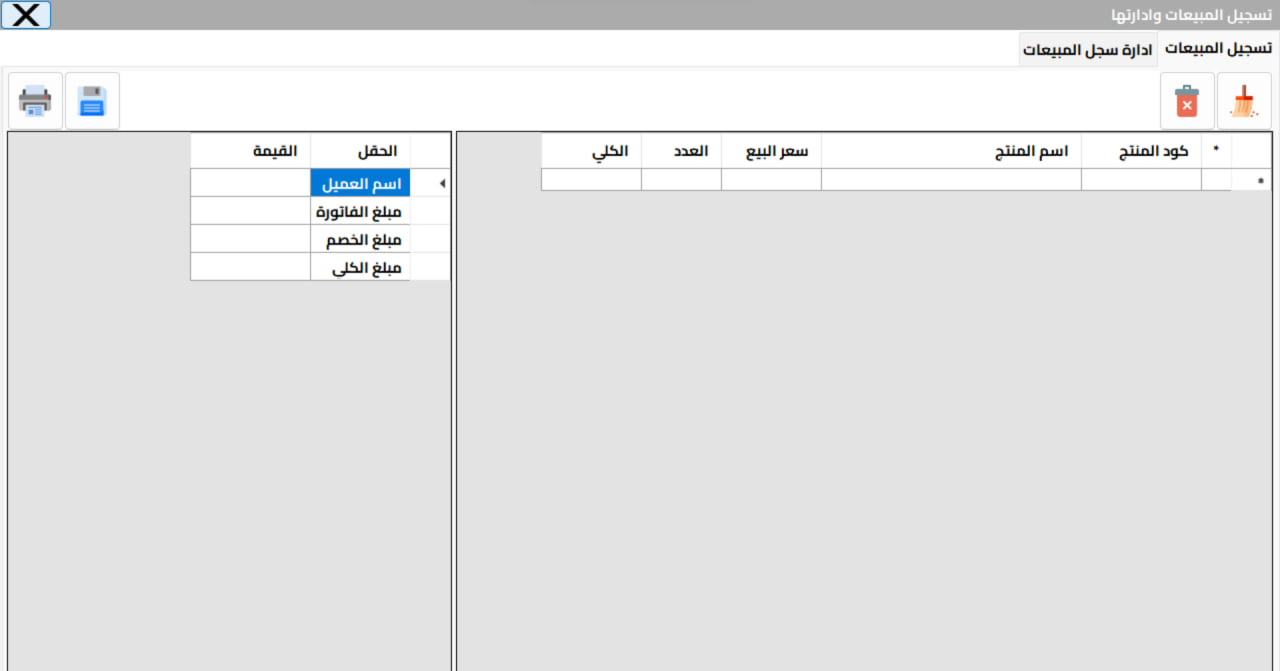 تسجيل المبيعات وادارتها
تسجيل المبيعات ادارة سجل المبيعات
* كود المنتج اسم المنتج سعر البيع العدد الكلي
الحقل القيمة
اسم العميل
مبلغ الفاتورة
مبلغ الخصم
مبلغ الكلي